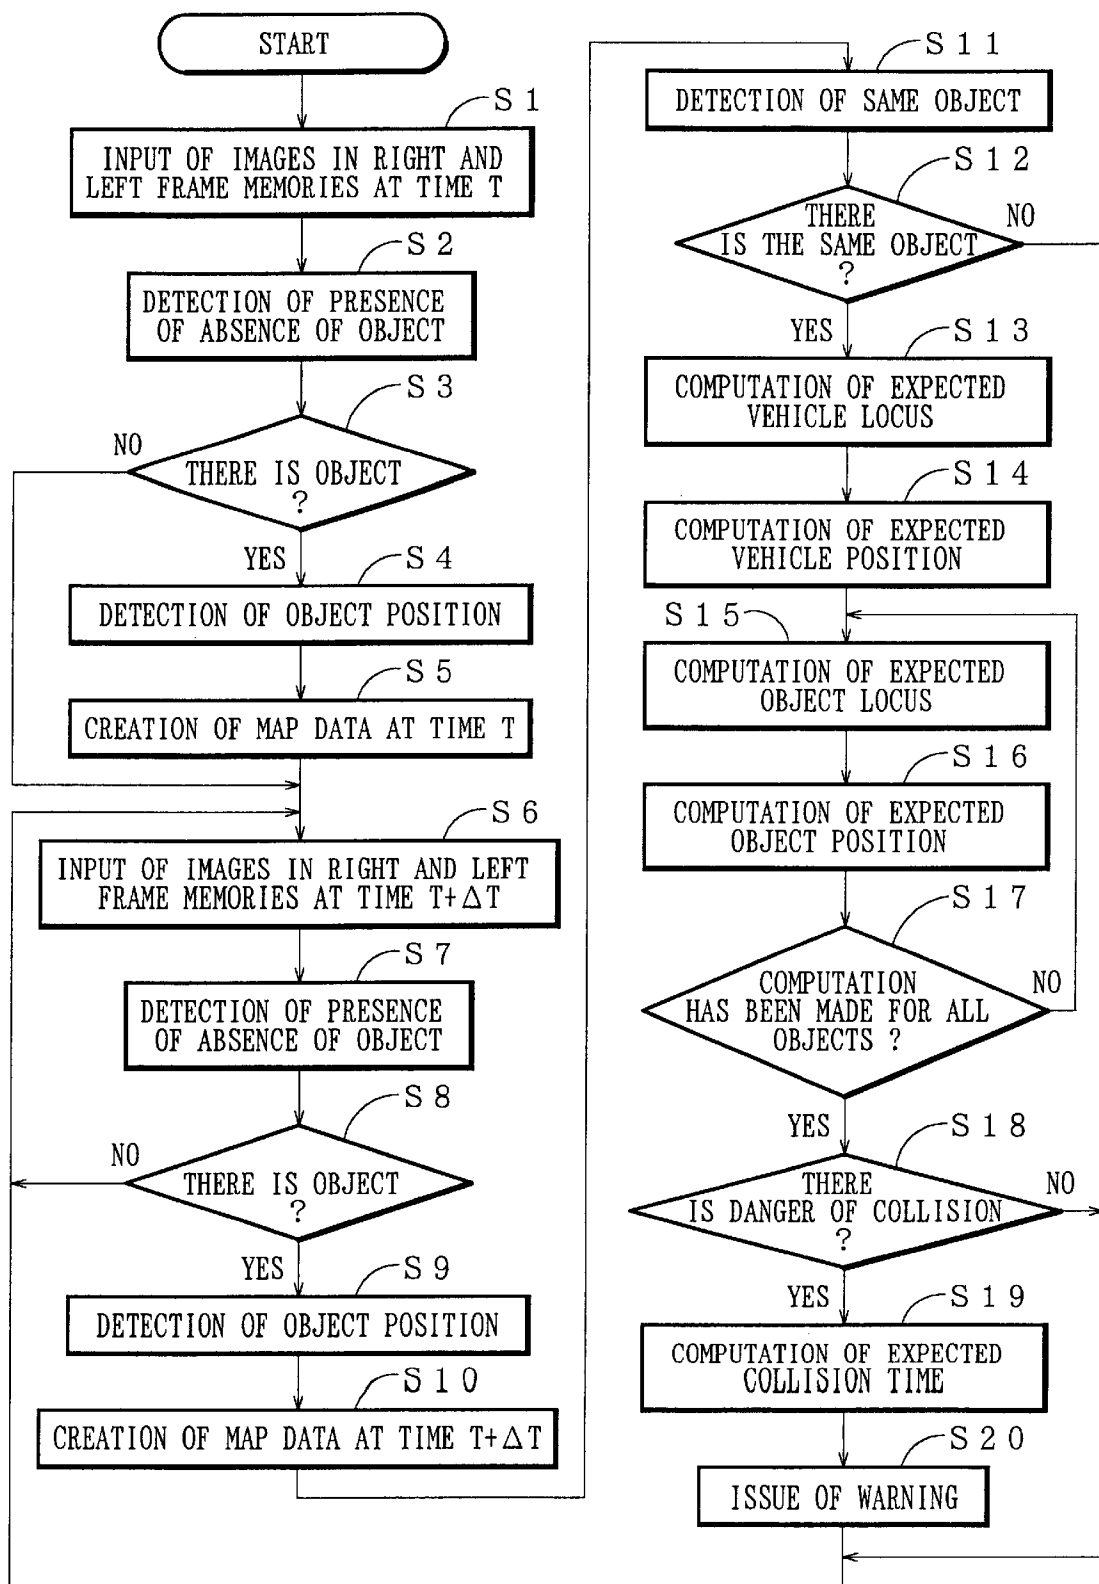 START
S1
INPUT OF IMAGES IN RIGHT AND
LEFT FRAME MEMORIES AT TIME T
S2
DETECTION OF PRESENCE
OF ABSENCE OF OBJECT
S3
NO
THERE IS OBJECT
?
YES
S4
DETECTION OF OBJECT POSITION
S5
CREATION OF MAP DATA AT TIME T
S6
INPUT OF IMAGES IN RIGHT AND LEFT
FRAME MEMORIES AT TIME T+ΔT
S7
DETECTION OF PRESENCE
OF ABSENCE OF OBJECT
S8
NO
THERE IS OBJECT
?
YES
S9
DETECTION OF OBJECT POSITION
S10
CREATION OF MAP DATA AT TIME T+ΔT
S11
DETECTION OF SAME OBJECT
S12
THERE
IS THE SAME OBJECT
?
NO
YES
S13
COMPUTATION OF EXPECTED
VEHICLE LOCUS
S14
COMPUTATION OF EXPECTED
VEHICLE POSITION
S15
COMPUTATION OF EXPECTED
OBJECT LOCUS
S16
COMPUTATION OF EXPECTED
OBJECT POSITION
S17
COMPUTATION
HAS BEEN MADE FOR ALL
OBJECTS ?
NO
YES
S18
THERE
IS DANGER OF COLLISION
?
NO
YES
S19
COMPUTATION OF EXPECTED
COLLISION TIME
S20
ISSUE OF WARNING